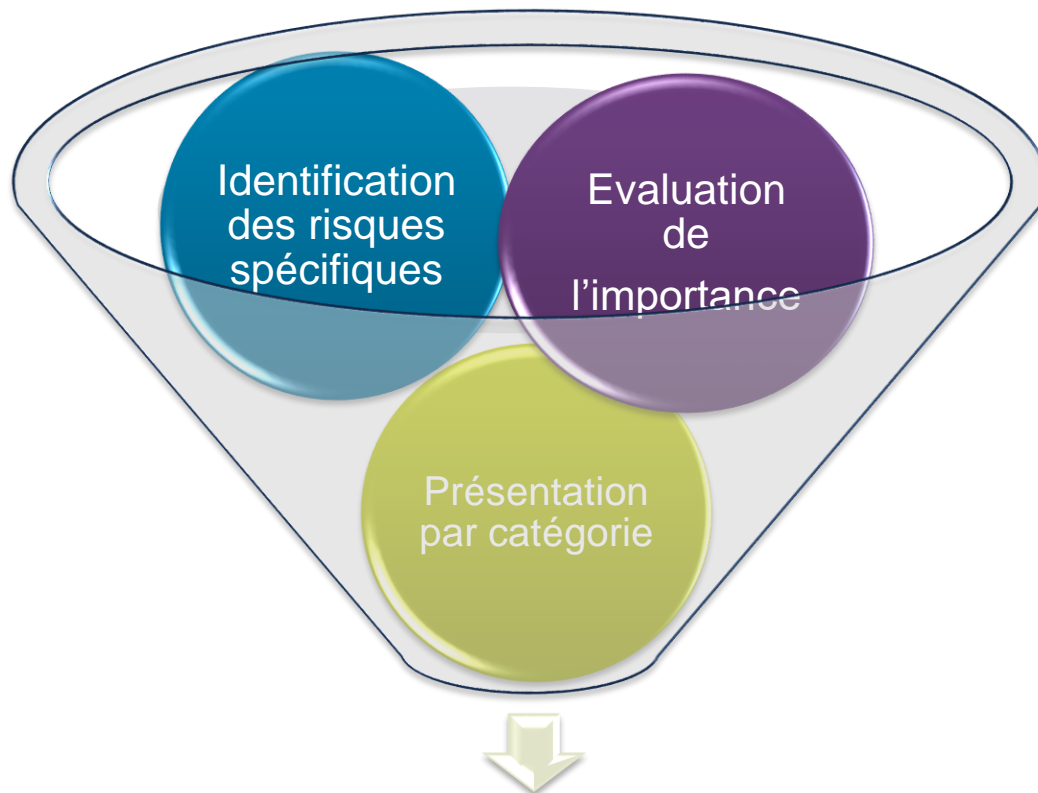 Identification
des risques
spécifiques
Evaluation
de
l’importance
Présentation
par catégorie